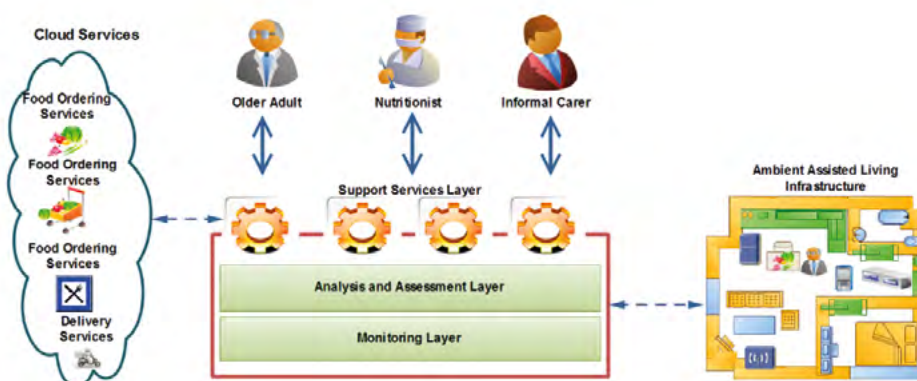 Cloud Services
Food Ordering
Services
Food Ordering
Services
Food Ordering
Services
Delivery
Services
Older Adult
Nutritionist
Informal Carer
Support Services Layer
Analysis and Assessment Layer
Monitoring Layer
Ambient Assisted Living
Infrastructure